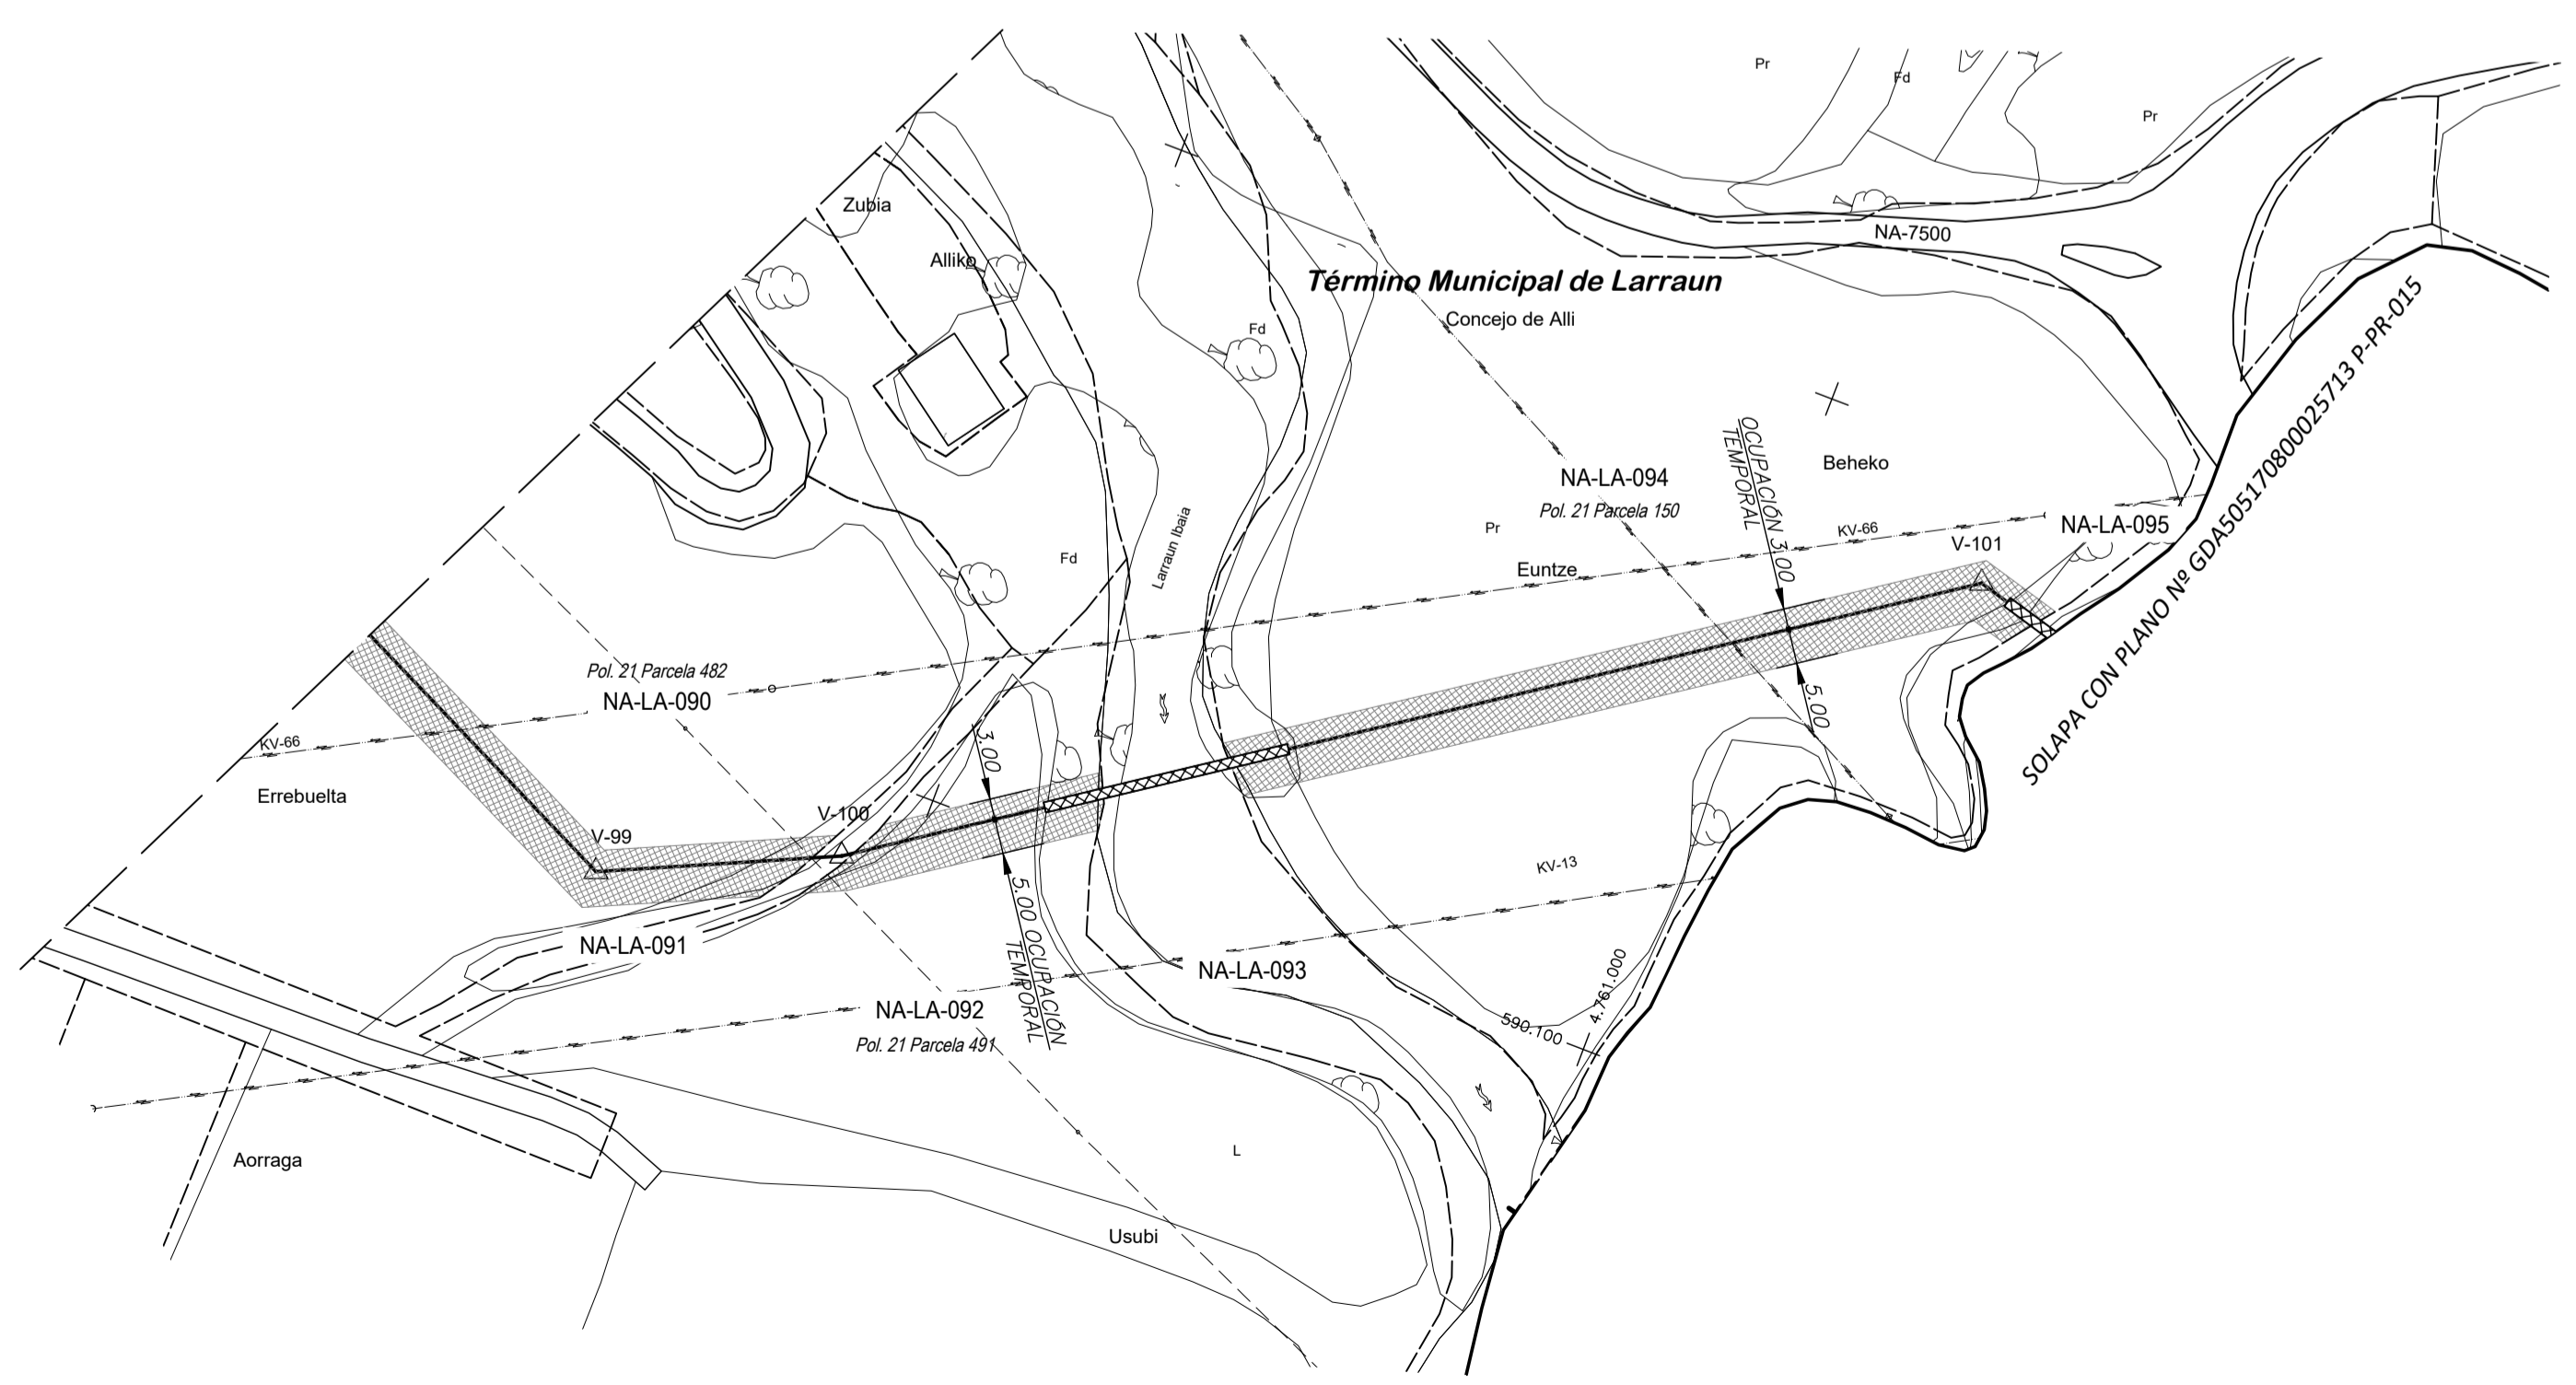 Pr
Fd
Pr
Zubia
NA-7500
Alliko
Término Municipal de Larraun
Concejo de Alli
Fd
SOLAPA CON PLANO Nº GDA5051708000025713 P-PR-015
OCUPACIÓN 3.00
TEMPORAL
Beheko
NA-LA-094
Pol. 21 Parcela 150
Pr
KV-66
NA-LA-095
V-101
Larraun Ibaia
Fd
Euntze
Pol. 21 Parcela 482
NA-LA-090
5.00
KV-66
3.00
Errebuelta
V-100
V-99
KV-13
5.00 OCUPACIÓN
TEMPORAL
NA-LA-091
NA-LA-093
4.761.000
590.100
NA-LA-092
Pol. 21 Parcela 491
Aorraga
L
Usubi